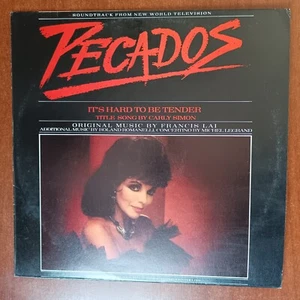 SOUNDTRACK FROM NEW WORLD TELEVISION
PECADOS
IT'S HARD TO BE TENDER
TITLE SONG BY CARLY SIMON
ORIGINAL MUSIC BY FRANCIS LAI
ADDITIONAL MUSIC BY ROLAND ROMANELLI, CONCERTINO BY MICHEL LEGRAND